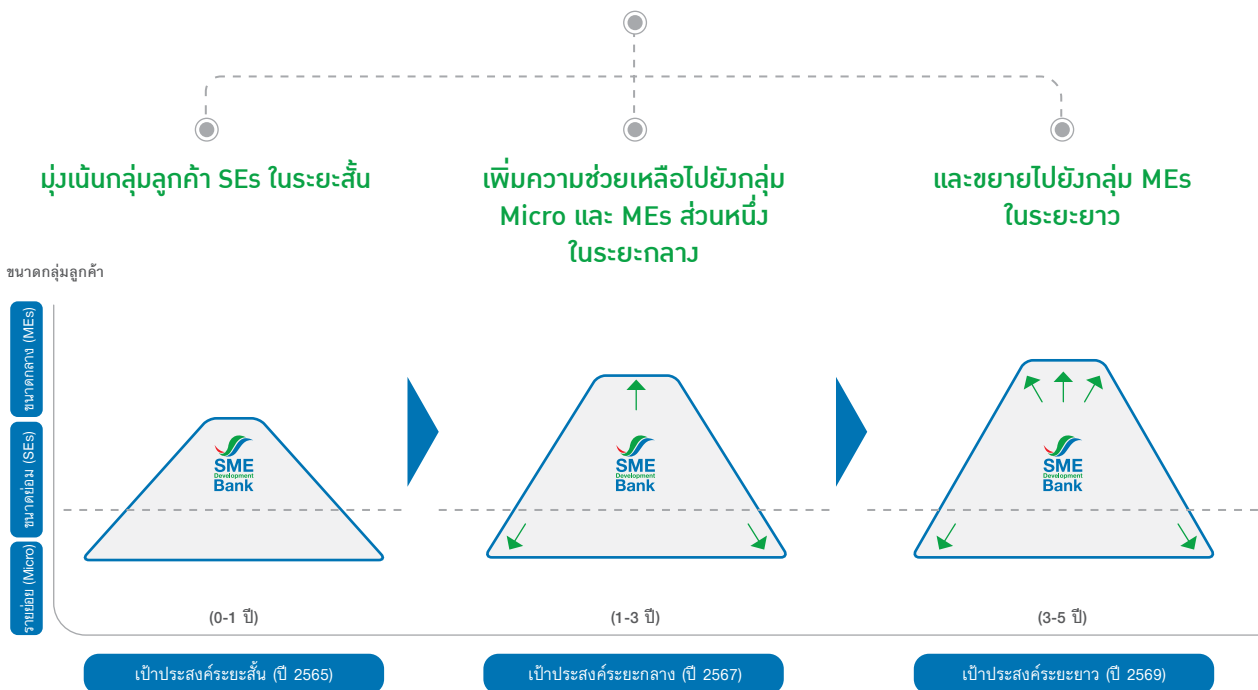 มุ่งเน้นกลุ่มลูกค้า SEs ในระยะสั้น
เพิ่มความช่วยเหลือไปยังกลุ่ม
Micro และ MEs ส่วนหนึ่ง
ในระยะกลาง
และขยายไปยังกลุ่ม MEs
ในระยะยาว
ขนาดกลุ่มลูกค้า
ขนาดกลาง (MEs)
ขนาดย่อม (SEs)
รายย่อย (Micro)
SME
Development
Bank
SME
Development
Bank
SME
Development
Bank
(0-1 ปี)
(1-3 ปี)
(3-5 ปี)
เป้าประสงค์ระยะสั้น (ปี 2565)
เป้าประสงค์ระยะกลาง (ปี 2567)
เป้าประสงค์ระยะยาว (ปี 2569)